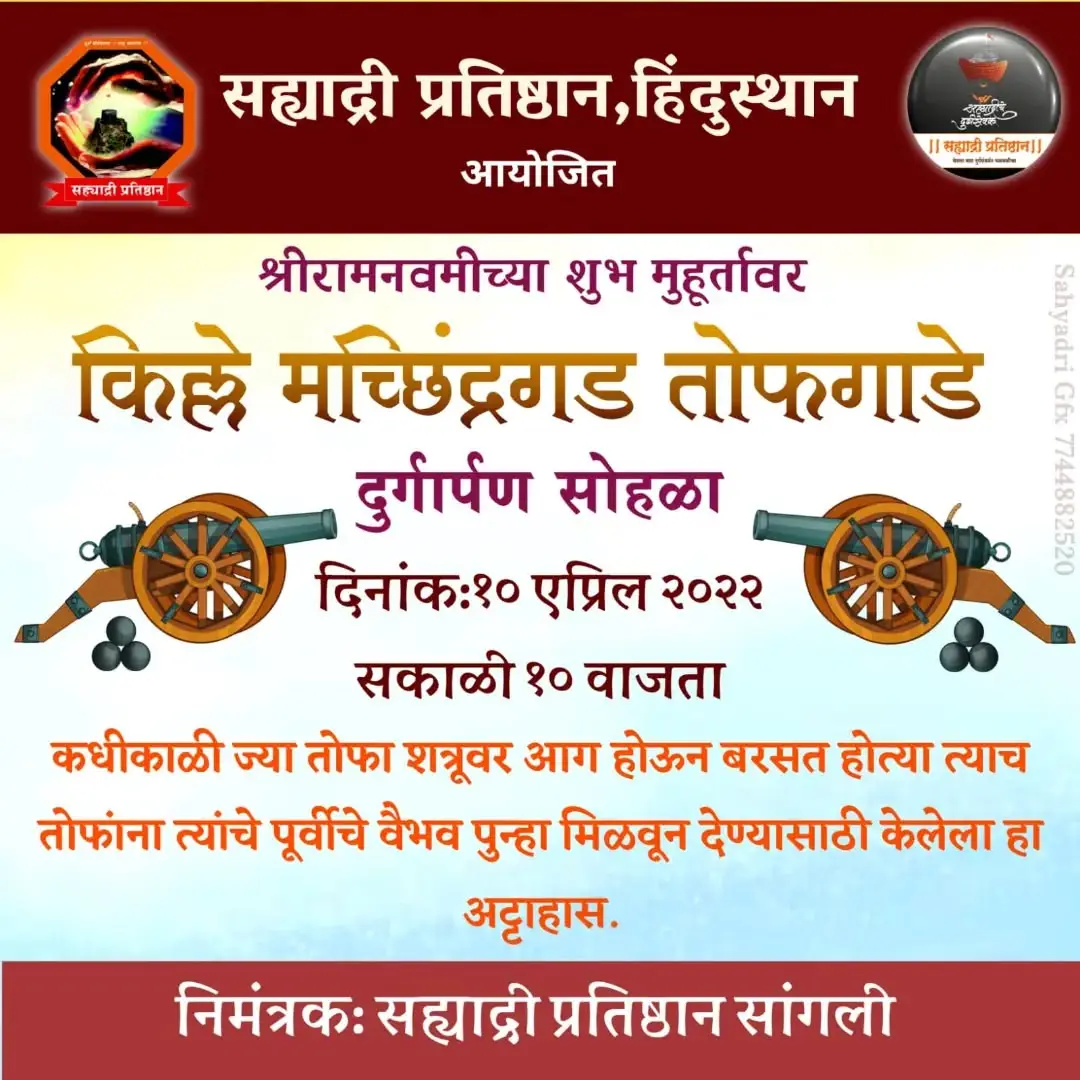 सह्याद्री प्रतिष्ठान,हिंदुस्थान
आयोजित
सह्याद्री प्रतिष्ठान
|| सह्याद्री प्रतिष्ठान||
श्रीरामनवमीच्या शुभ मुहूर्तावर
किल्ले मच्छिंद्रगड तोफगाडे
दुर्गार्पण सोहळा
दिनांक:१० एप्रिल २०२२
सकाळी १० वाजता
कधीकाळी ज्या तोफा शत्रूवर आग होऊन बरसत होत्या त्याच
तोफांना त्यांचे पूर्वीचे वैभव पुन्हा मिळवून देण्यासाठी केलेला हा
अट्टाहास.
निमंत्रक: सह्याद्री प्रतिष्ठान सांगली
Sahyadri Gfx 7744882520